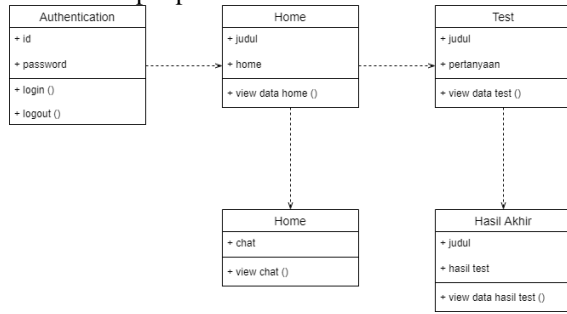 Authentication
+ id
+ password
+ login ()
+ logout ()
Home
+ judul
+ home
+ view data home ()
Test
+ judul
+ pertanyaan
+ view data test ()
Home
+ chat
+ view chat ()
Hasil Akhir
+ judul
+ hasil test
+ view data hasil test ()